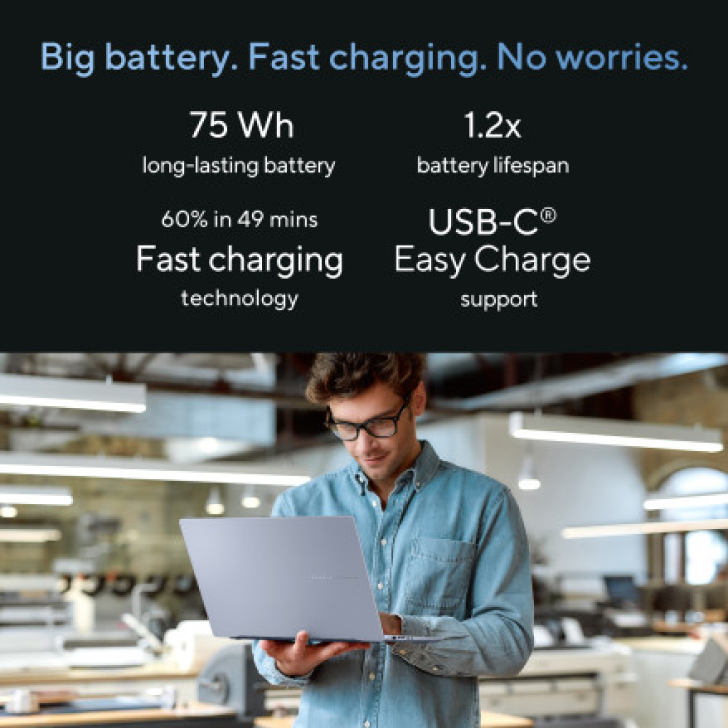 Big battery. Fast charging. No worries.
75 Wh
long-lasting battery
1.2x
battery lifespan
60% in 49 mins
Fast charging
technology
USB-C®
Easy Charge
support